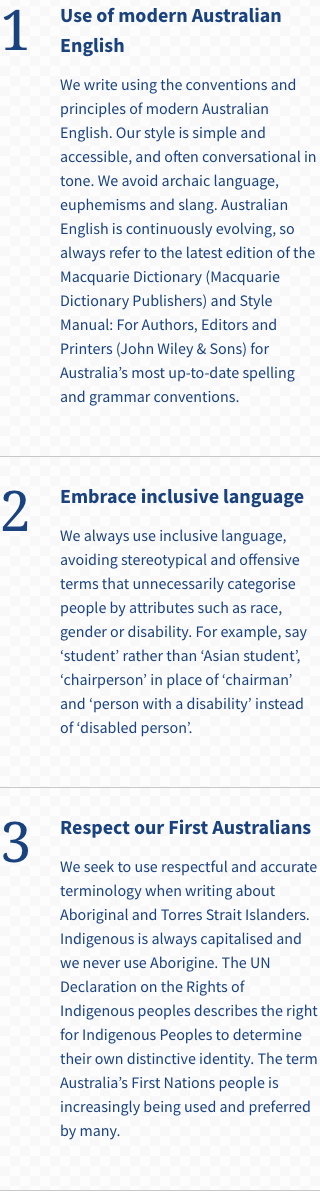 1
Use of modern Australian
English
We write using the conventions and
principles of modern Australian
English. Our style is simple and
accessible, and often conversational in
tone. We avoid archaic language,
euphemisms and slang. Australian
English is continuously evolving, so
always refer to the latest edition of the
Macquarie Dictionary (Macquarie
Dictionary Publishers) and Style
Manual: For Authors, Editors and
Printers (John Wiley & Sons) for
Australia’s most up-to-date spelling
and grammar conventions.
2
Embrace inclusive language
We always use inclusive language,
avoiding stereotypical and offensive
terms that unnecessarily categorise
people by attributes such as race,
gender or disability. For example, say
‘student’ rather than ‘Asian student’,
‘chairperson’ in place of ‘chairman’
and ‘person with a disability’ instead
of ‘disabled person’.
3
Respect our First Australians
We seek to use respectful and accurate
terminology when writing about
Aboriginal and Torres Strait Islanders.
Indigenous is always capitalised and
we never use Aborigine. The UN
Declaration on the Rights of
Indigenous peoples describes the right
for Indigenous Peoples to determine
their own distinctive identity. The term
Australia’s First Nations people is
increasingly being used and preferred
by many.